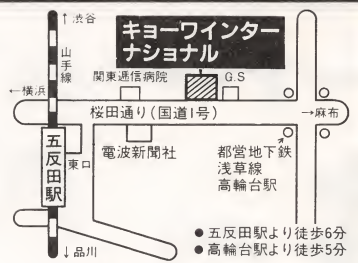 ↑渋谷
キョーワインター
ナショナル
山手線
関東逓信病院
G.S
←横浜
桜田通り(国道1号)
→麻布
五反田駅
東口
電波新聞社
都営地下鉄
浅草線
高輪台駅
●五反田駅より徒歩6分
●高輪台駅より徒歩5分
↓品川